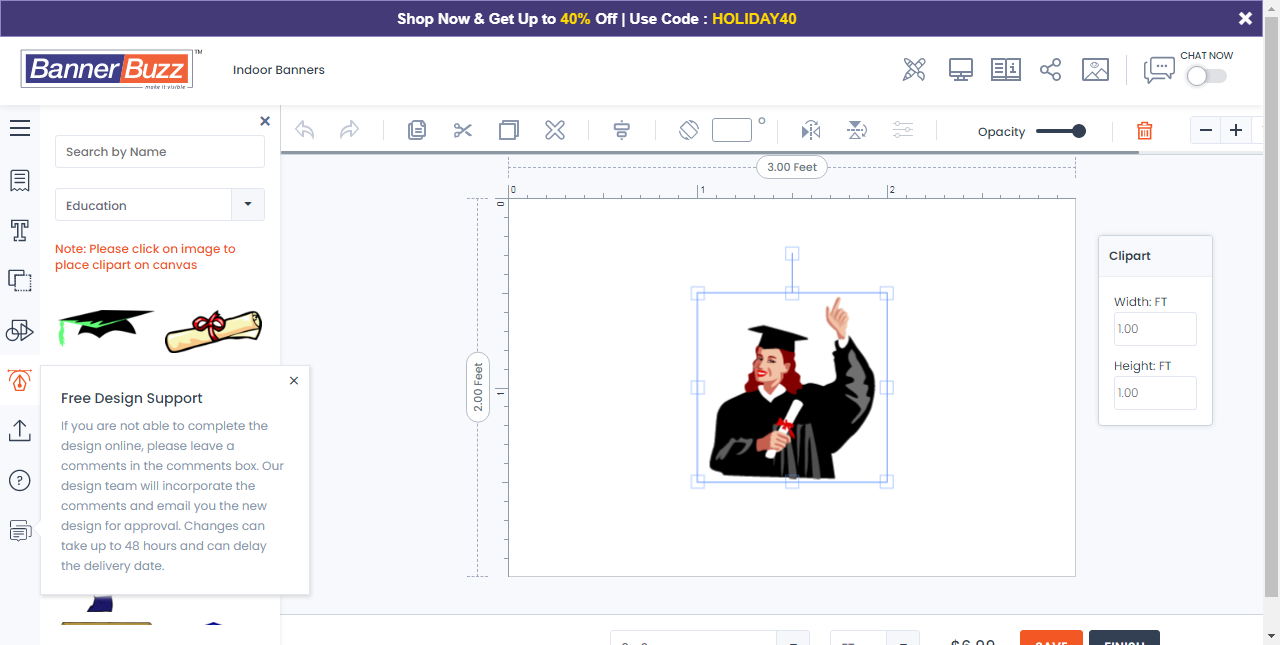 Shop Now & Get Up to 40% Off | Use Code : HOLIDAY40
BannerBuzz™
make it visible
Indoor Banners
CHAT NOW
Search by Name
Education
Note: Please click on image to
place clipart on canvas
Opacity
3.00 Feet
0
1
2
0
1
2.00 Feet
Clipart
Width: FT
1.00
Height: FT
1.00
Free Design Support
If you are not able to complete the
design online, please leave a
comments in the comments box. Our
design team will incorporate the
comments and email you the new
design for approval. Changes can
take up to 48 hours and can delay
the delivery date.
$6.99
SAVE
FINISH